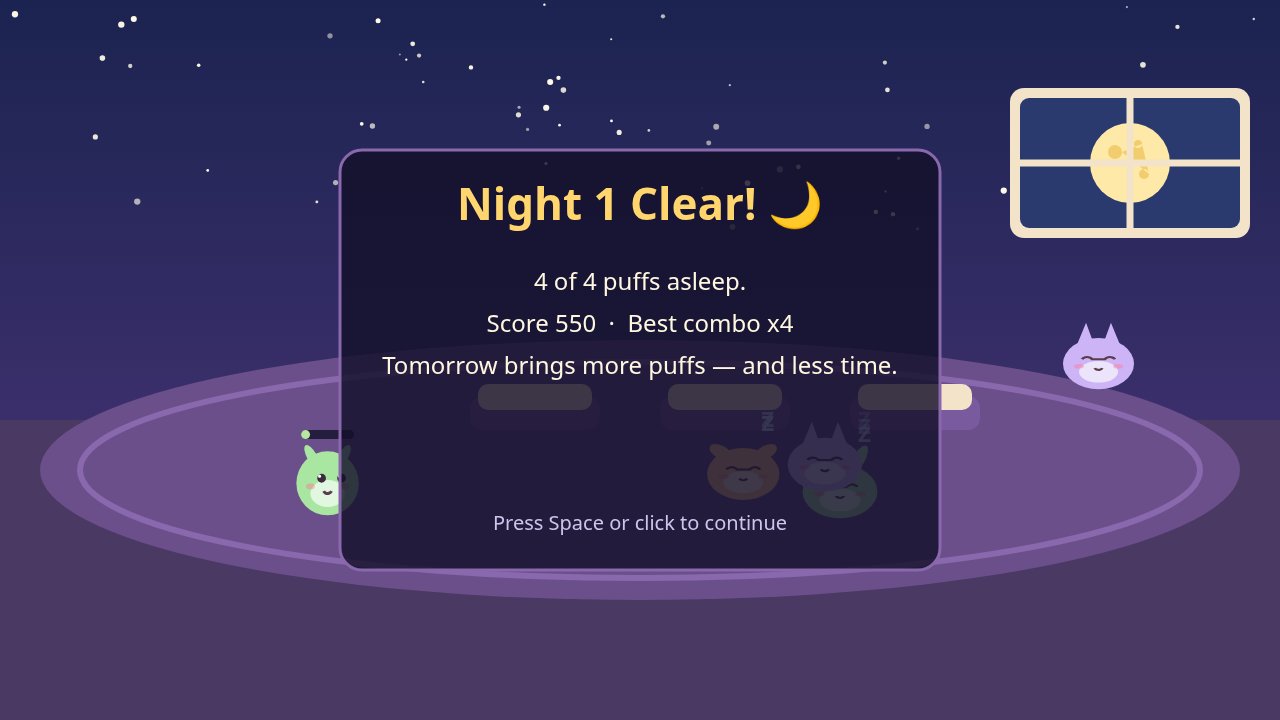 Night 1 Clear! 🌙
4 of 4 puffs asleep.
Score 550 · Best combo x4
Tomorrow brings more puffs — and less time.
Press Space or click to continue